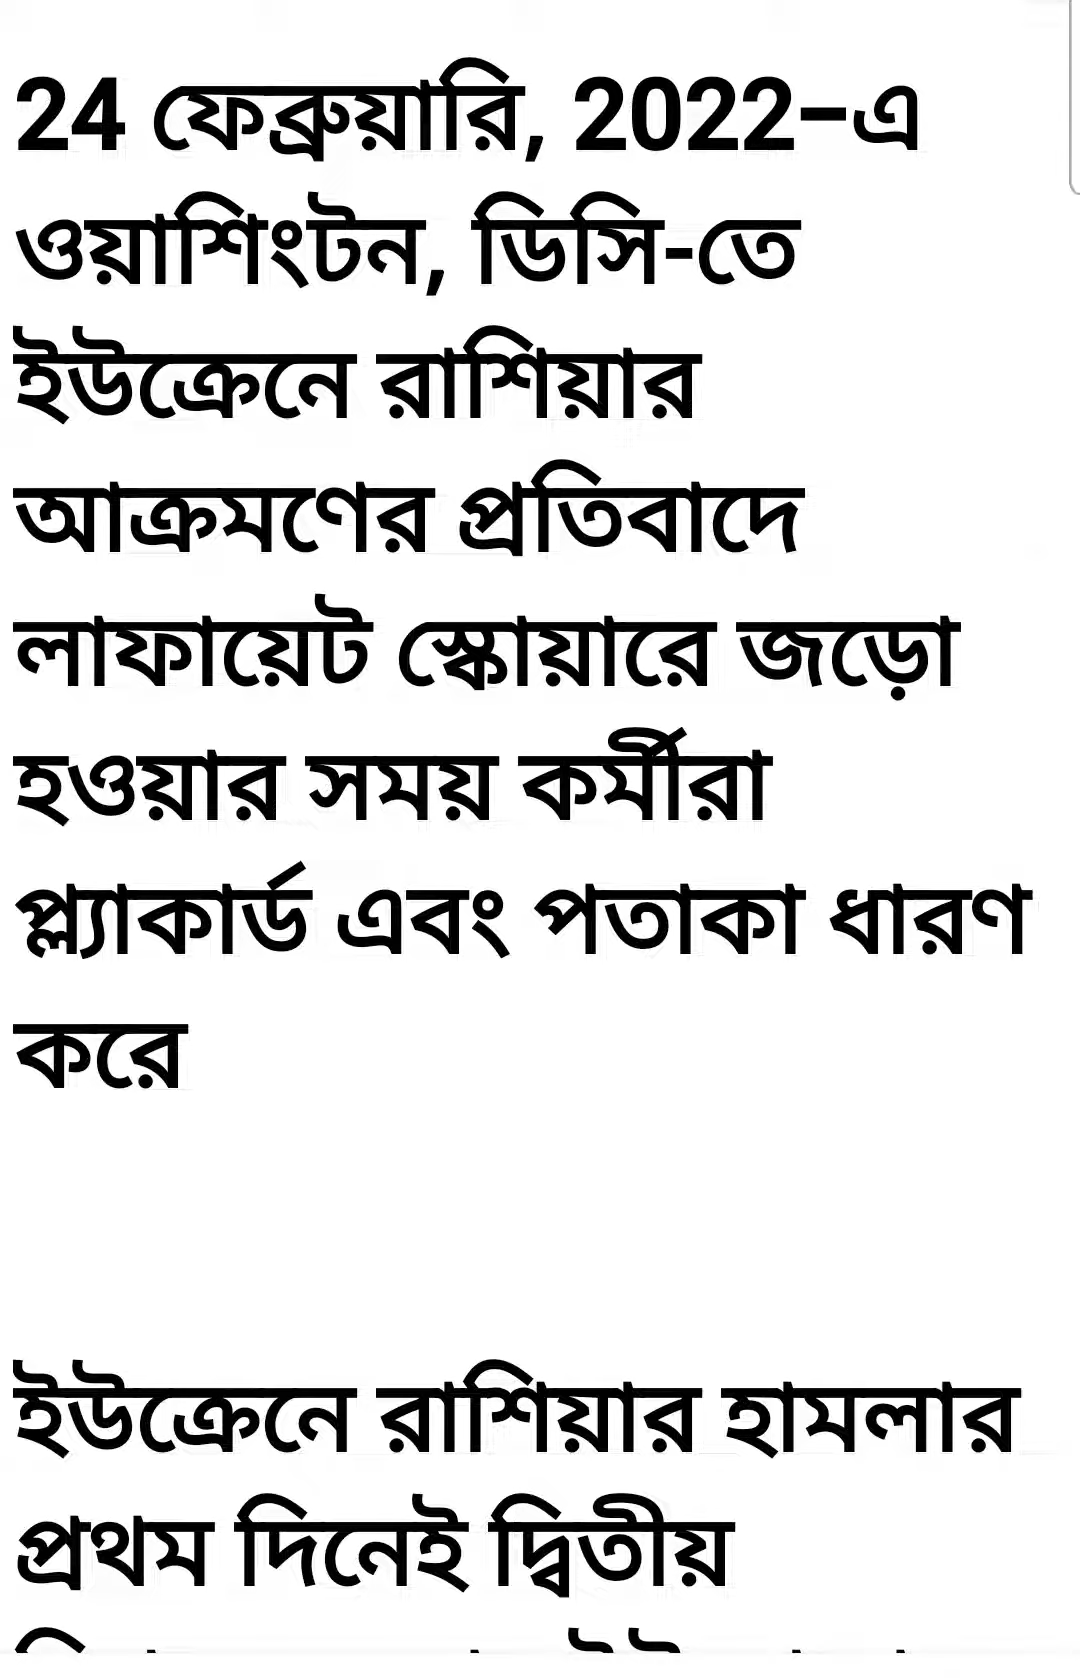 24 ফেব্রুয়ারি, 2022-এ
ওয়াশিংটন, ডিসি-তে
ইউক্রেনে রাশিয়ার
আক্রমণের প্রতিবাদে
লাফায়েট স্কোয়ারে জড়ো
হওয়ার সময় কর্মীরা
প্ল্যাকার্ড এবং পতাকা ধারণ
করে
ইউক্রেনে রাশিয়ার হামলার
প্রথম দিনেই দ্বিতীয়